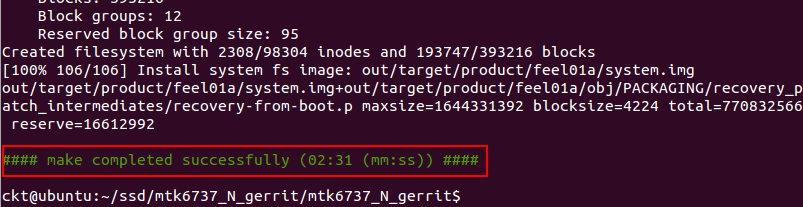 Block groups: 12
Reserved block group size: 95
Created filesystem with 2308/98304 inodes and 193747/393216 blocks
[100% 106/106] Install system fs image: out/target/product/feel01a/system.img
out/target/product/feel01a/system.img+out/target/product/feel01a/obj/PACKAGING/recovery_p
atch_intermediates/recovery-from-boot.p maxsize=1644331392 blocksize=4224 total=770832566
reserve=16612992
#### make completed successfully (02:31 (mm:ss)) ####
ckt@ubuntu:~/ssd/mtk6737_N_gerrit/mtk6737_N_gerrit$